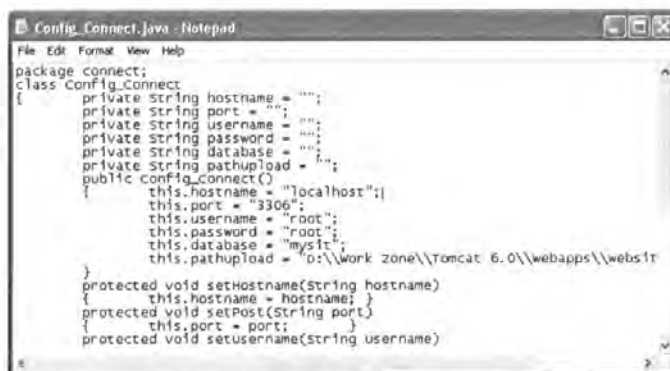 Config_Connect.Java - Notepad
File Edit Format View Help
package connect;
class Config_Connect
{ private String hostname = "";
private String port = "";
private String username = "";
private String password = "";
private String database = "";
private String pathupload = "";
public Config_Connect()
{ this.hostname = "localhost";
this.port = "3306";
this.username = "root";
this.password = "root";
this.database = "mysit";
this.pathupload = "D:\\Work Zone\\Tomcat 6.0\\webapps\\websit
}
protected void setHostname(String hostname)
{ this.hostname = hostname; }
protected void setPost(String port)
{ this.port = port; }
protected void setusername(String username)